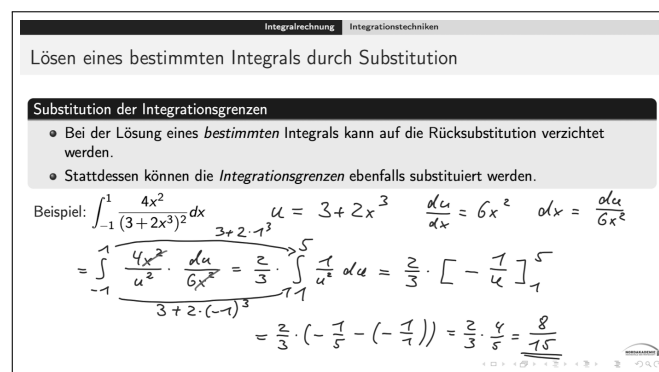 Integralrechnung Integrationstechniken
Lösen eines bestimmten Integrals durch Substitution
Substitution der Integrationsgrenzen
• Bei der Lösung eines bestimmten Integrals kann auf die Rücksubstitution verzichtet
werden.
• Stattdessen können die Integrationsgrenzen ebenfalls substituiert werden.
Beispiel: ∫_{-1}^{1} 4x²/(3 + 2x³)² dx u = 3 + 2x³ du/dx = 6x² dx = du/6x²
3 + 2·1³
= ∫_{-1}^{1} 4x²/u² · du/6x² = 2/3 · ∫_{1}^{5} 1/u² du = 2/3 · [ - 1/u ]_{1}^{5}
3 + 2·(-1)³
= 2/3 · (- 1/5 - (- 1/1)) = 2/3 · 4/5 = 8/15
NORDAKADEMIE